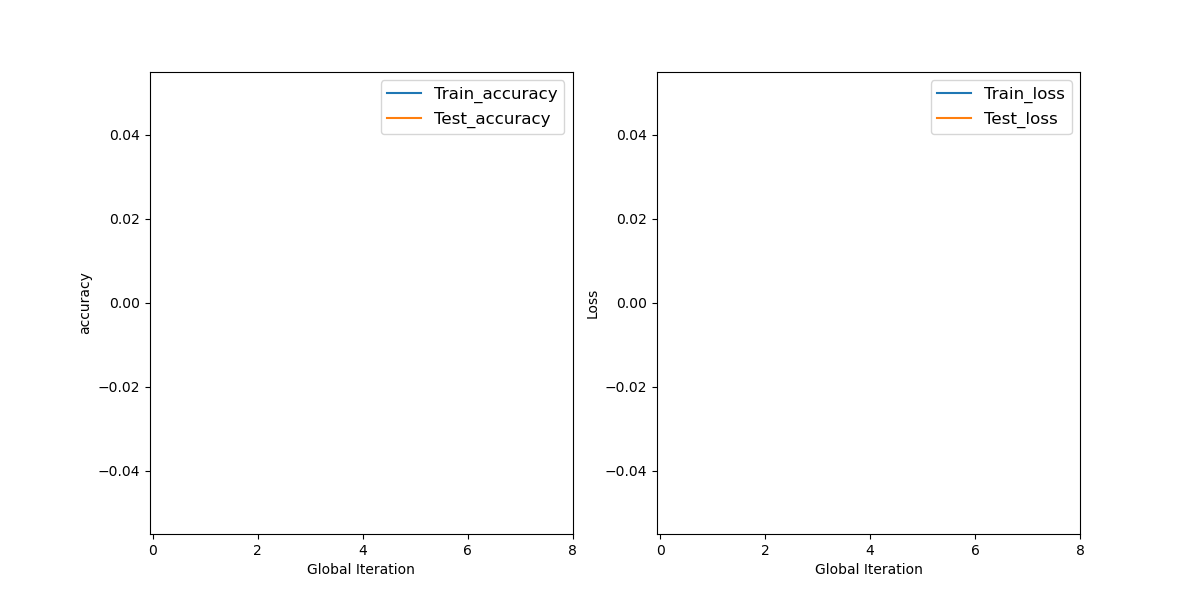 Train_accuracy
Test_accuracy
0.04
0.02
0.00
−0.02
−0.04
accuracy
0 2 4 6 8
Global Iteration
Train_loss
Test_loss
0.04
0.02
0.00
−0.02
−0.04
Loss
0 2 4 6 8
Global Iteration